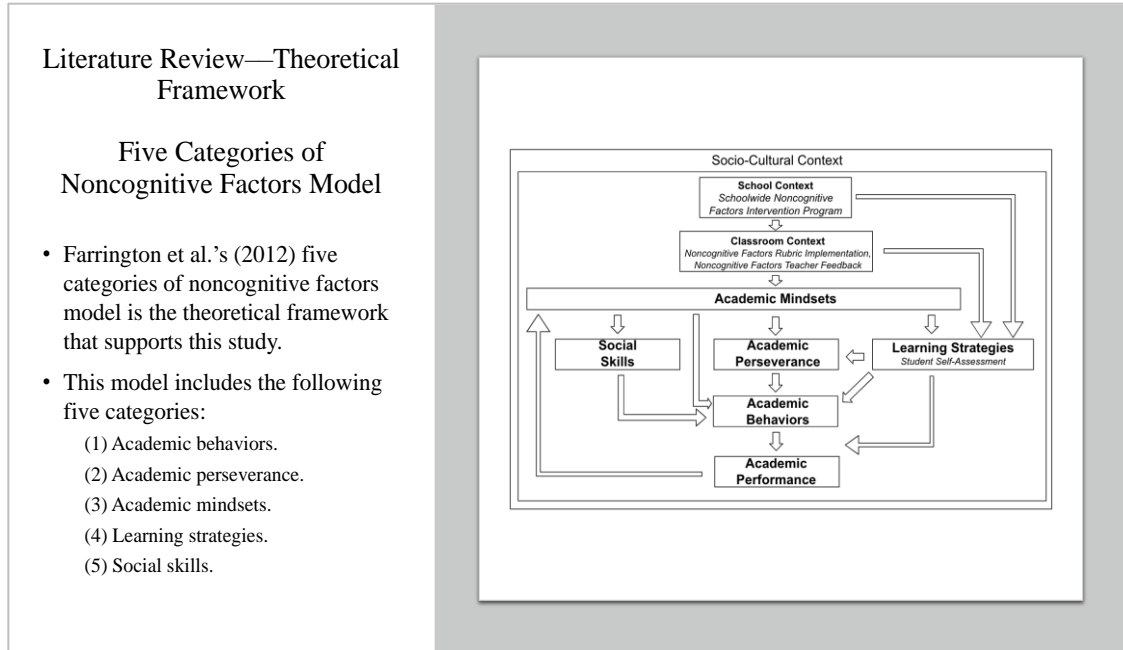 Literature Review—Theoretical
Framework
Five Categories of
Noncognitive Factors Model
• Farrington et al.'s (2012) five
categories of noncognitive factors
model is the theoretical framework
that supports this study.
• This model includes the following
five categories:
(1) Academic behaviors.
(2) Academic perseverance.
(3) Academic mindsets.
(4) Learning strategies.
(5) Social skills.
Socio-Cultural Context
School Context
Schoolwide Noncognitive
Factors Intervention Program
Classroom Context
Noncognitive Factors Rubric Implementation,
Noncognitive Factors Teacher Feedback
Academic Mindsets
Social
Skills
Academic
Perseverance
Learning Strategies
Student Self-Assessment
Academic
Behaviors
Academic
Performance